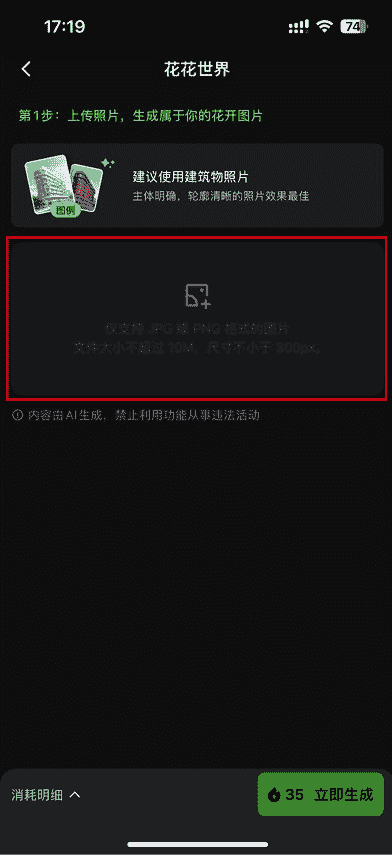 17:19
74
花花世界
第1步：上传照片，生成属于你的花开图片
建议使用建筑物照片
主体明确，轮廓清晰的照片效果最佳
图例
仅支持 JPG 或 PNG 格式的照片
文件大小不超过 10M，尺寸不小于 300px。
内容由AI生成，禁止利用功能从事违法活动
消耗明细
35 立即生成